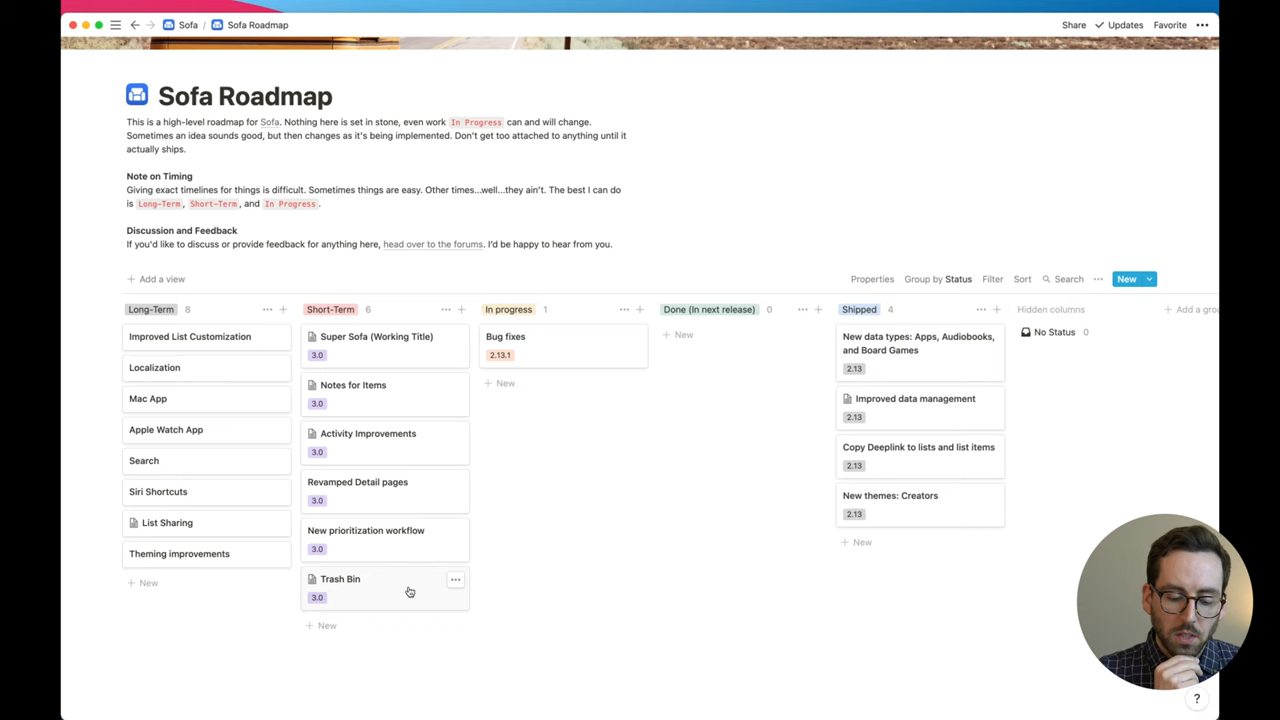 Sofa / Sofa Roadmap
Share Updates Favorite •••
Sofa Roadmap
This is a high-level roadmap for Sofa. Nothing here is set in stone, even work In Progress can and will change.
Sometimes an idea sounds good, but then changes as it's being implemented. Don't get too attached to anything until it
actually ships.
Note on Timing
Giving exact timelines for things is difficult. Sometimes things are easy. Other times...well...they ain't. The best I can do
is Long-Term, Short-Term, and In Progress.
Discussion and Feedback
If you'd like to discuss or provide feedback for anything here, head over to the forums. I'd be happy to hear from you.
+ Add a view
Properties Group by Status Filter Sort Search ••• New
Long-Term 8 ••• +
Improved List Customization
Localization
Mac App
Apple Watch App
Search
Siri Shortcuts
List Sharing
Theming improvements
+ New
Short-Term 6 ••• +
Super Sofa (Working Title)
3.0
Notes for Items
3.0
Activity Improvements
3.0
Revamped Detail pages
3.0
New prioritization workflow
3.0
Trash Bin •••
3.0
+ New
In progress 1 ••• +
Bug fixes
2.13.1
+ New
Done (In next release) 0 ••• +
+ New
Shipped 4 ••• +
New data types: Apps, Audiobooks,
and Board Games
2.13
Improved data management
2.13
Copy Deeplink to lists and list items
2.13
New themes: Creators
2.13
+ New
Hidden columns
No Status 0
+ Add a grou
?